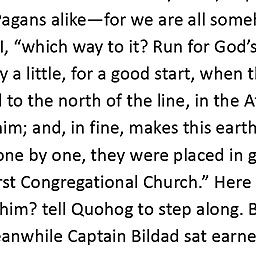 Pagans alike—for we are all someh
I, “which way to it? Run for God’s
y a little, for a good start, when t
l to the north of the line, in the A
him; and, in fine, makes this earth
one by one, they were placed in g
rst Congregational Church.” Here
him? tell Quohog to step along. B
eanwhile Captain Bildad sat earne